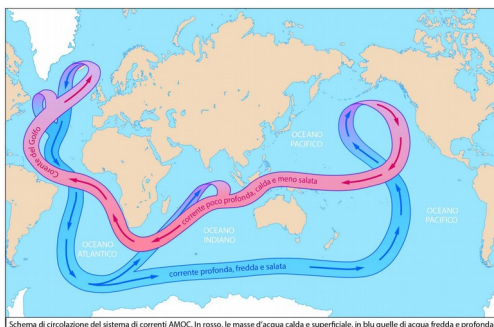 Corente del Golfo
OCEANO
PACIFICO
corrente poco profonda, calda e meno salata
OCEANO
INDIANO
OCEANO
ATLANTICO
OCEANO
PACIFICO
corrente profonda, fredda e salata
Schema di circolazione del sistema di correnti AMOC. In rosso, le masse d'acqua calda e superficiale, in blu quelle di acqua fredda e profonda